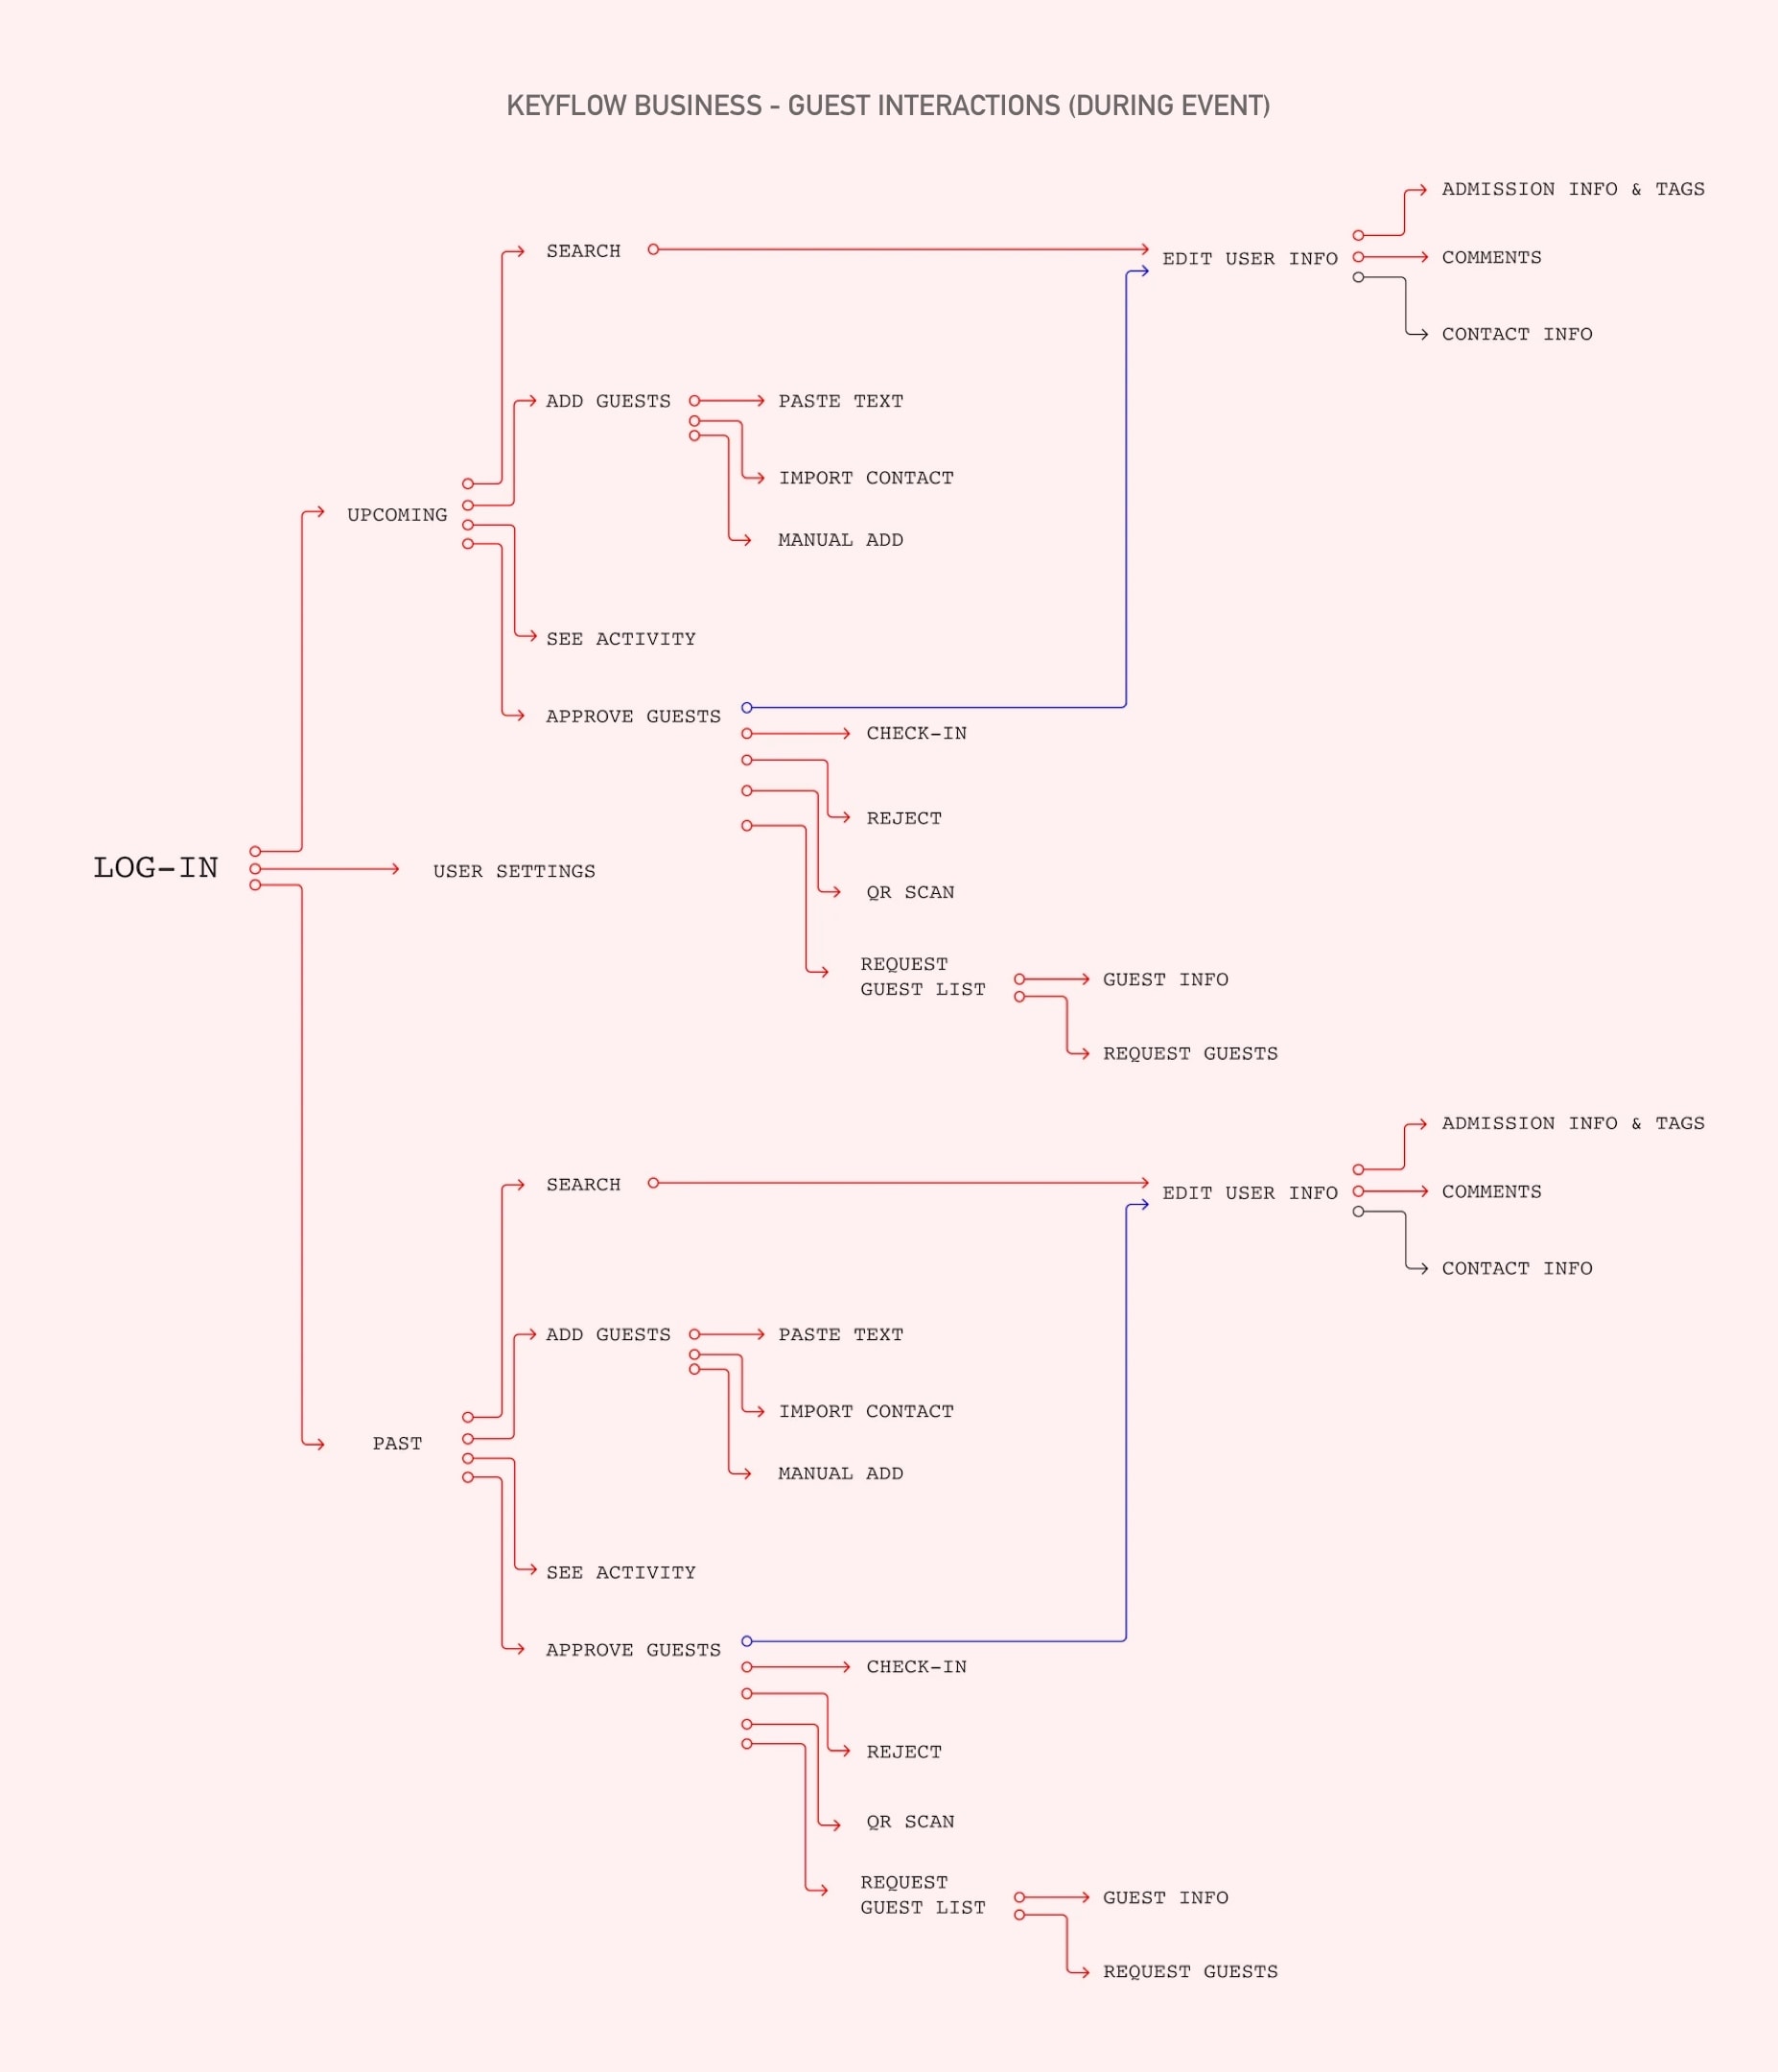 KEYFLOW BUSINESS - GUEST INTERACTIONS (DURING EVENT)
ADMISSION INFO & TAGS
SEARCH
EDIT USER INFO
COMMENTS
CONTACT INFO
ADD GUESTS
PASTE TEXT
IMPORT CONTACT
UPCOMING
MANUAL ADD
SEE ACTIVITY
APPROVE GUESTS
CHECK-IN
REJECT
LOG-IN
USER SETTINGS
QR SCAN
REQUEST
GUEST LIST
GUEST INFO
REQUEST GUESTS
ADMISSION INFO & TAGS
SEARCH
EDIT USER INFO
COMMENTS
CONTACT INFO
ADD GUESTS
PASTE TEXT
IMPORT CONTACT
PAST
MANUAL ADD
SEE ACTIVITY
APPROVE GUESTS
CHECK-IN
REJECT
QR SCAN
REQUEST
GUEST LIST
GUEST INFO
REQUEST GUESTS